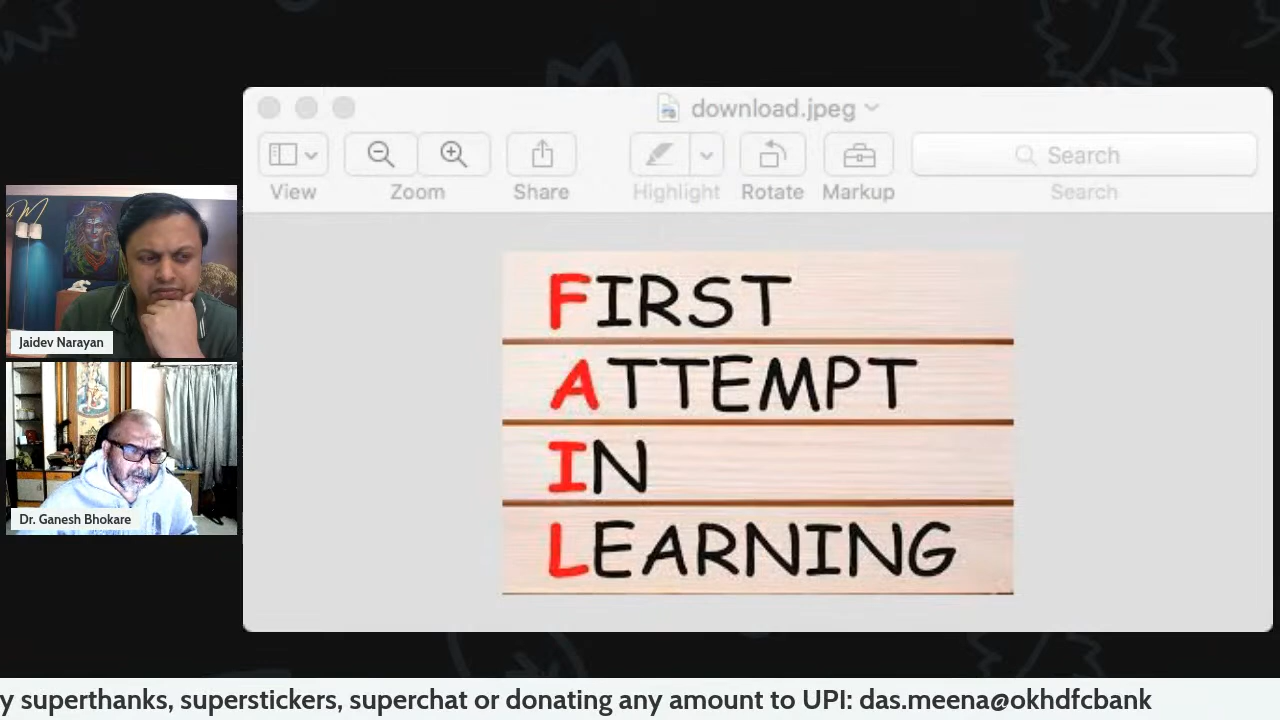 download.jpeg
View
Zoom
Share
Highlight
Rotate
Markup
Search
Search
FIRST
ATTEMPT
IN
LEARNING
Jaidev Narayan
Dr. Ganesh Bhokare
y superthanks, superstickers, superchat or donating any amount to UPI: das.meena@okhdfcbank